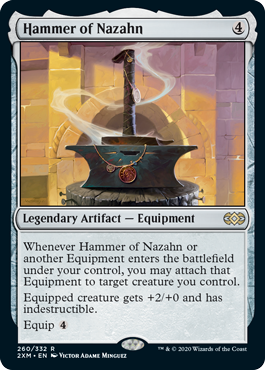 Hammer of Nazahn 4
Legendary Artifact — Equipment
Whenever Hammer of Nazahn or
another Equipment enters the battlefield
under your control, you may attach that
Equipment to target creature you control.
Equipped creature gets +2/+0 and has
indestructible.
Equip 4
260/332 R
2XM • EN Victor Adame Minguez
™ & © 2020 Wizards of the Coast